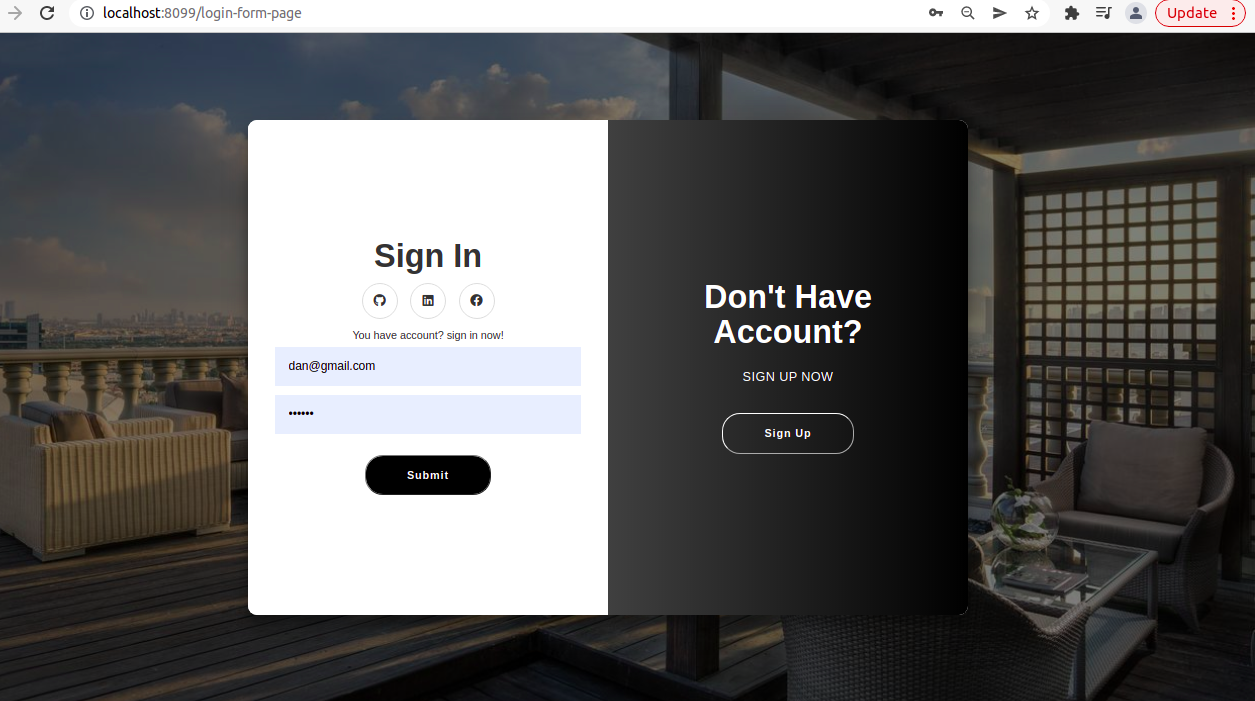 localhost:8099/login-form-page
Update
Sign In
You have account? sign in now!
dan@gmail.com
••••••
Submit
Don't Have
Account?
SIGN UP NOW
Sign Up